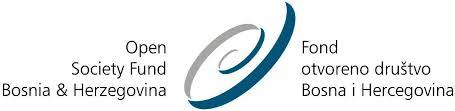 Open
Society Fund
Bosnia & Herzegovina
Fond
otvoreno društvo
Bosna i Hercegovina